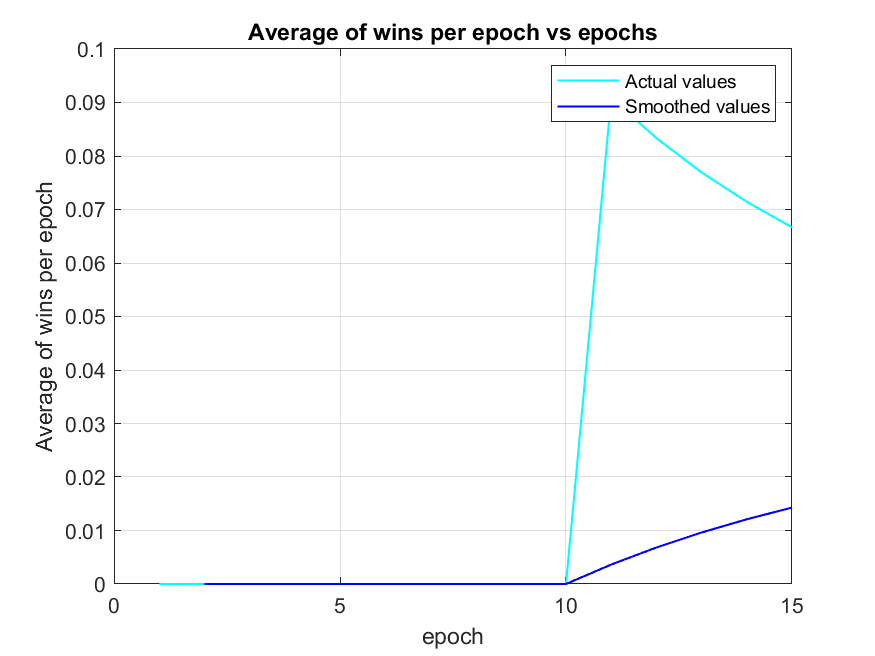 Average of wins per epoch vs epochs
0.1
0.09
0.08
0.07
0.06
0.05
0.04
0.03
0.02
0.01
0
Average of wins per epoch
Actual values
Smoothed values
0 5 10 15
epoch